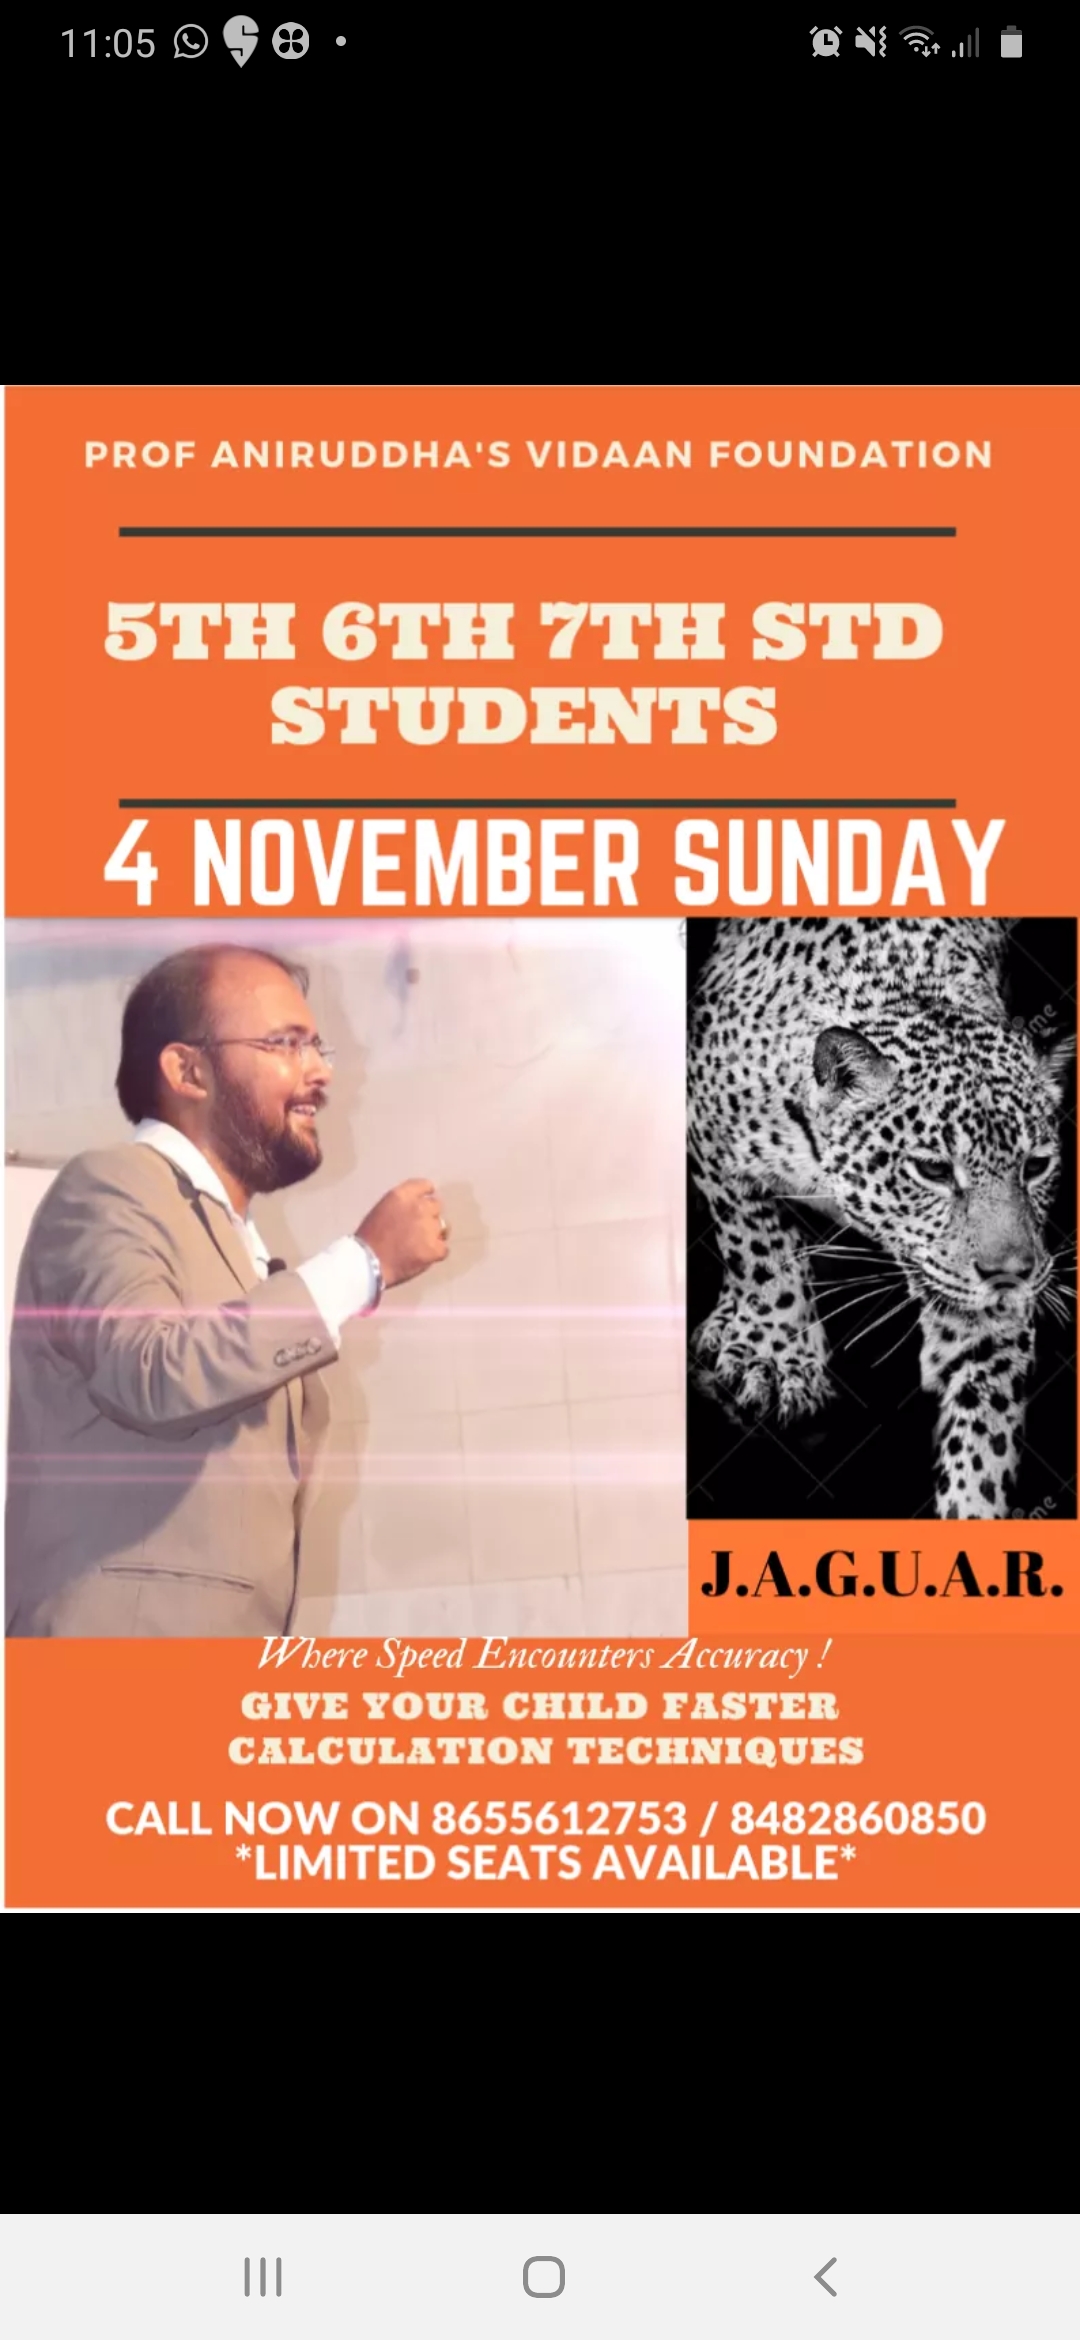 11:05
PROF ANIRUDDHA'S VIDAAN FOUNDATION
5TH 6TH 7TH STD
STUDENTS
4 NOVEMBER SUNDAY
J.A.G.U.A.R.
Where Speed Encounters Accuracy !
GIVE YOUR CHILD FASTER
CALCULATION TECHNIQUES
CALL NOW ON 8655612753 / 8482860850
*LIMITED SEATS AVAILABLE*